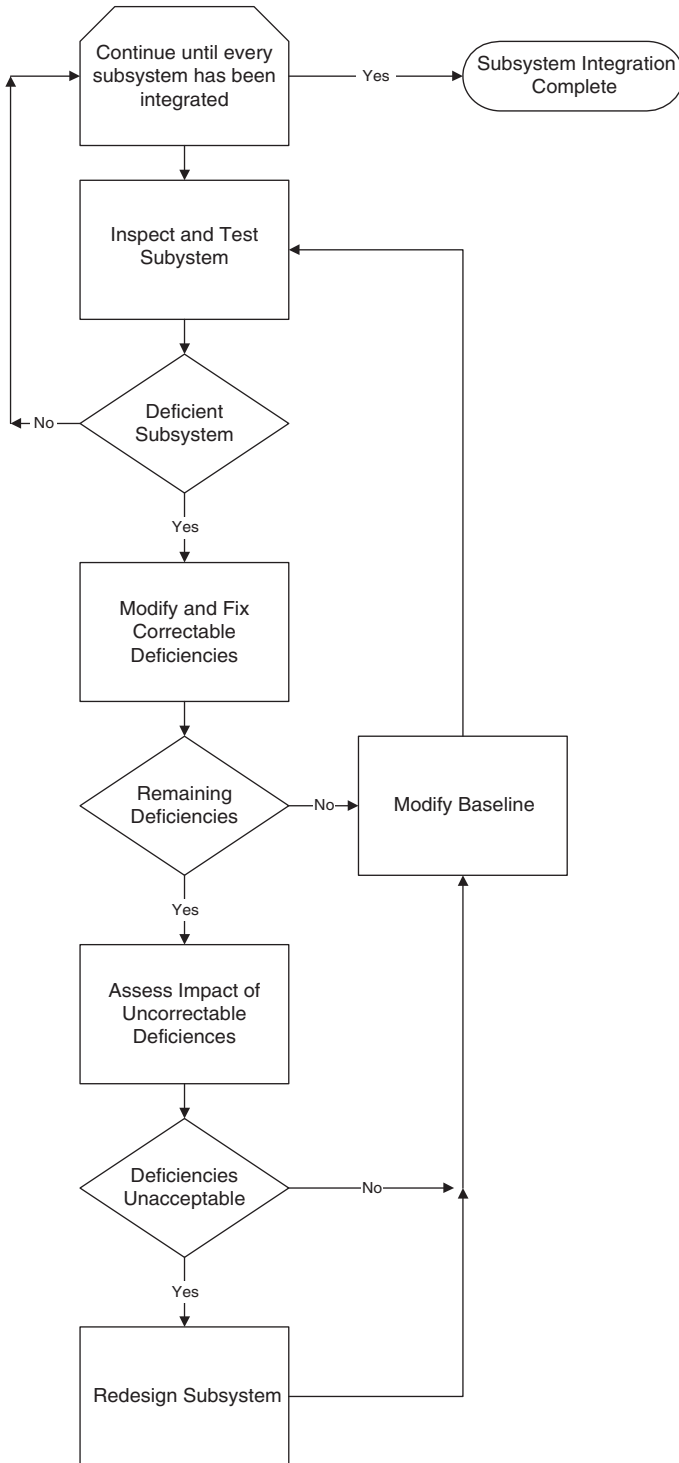 Continue until every
subsystem has been
integrated
Yes
Subsystem Integration
Complete
Inspect and Test
Subystem
Deficient
Subsystem
No
Yes
Modify and Fix
Correctable
Deficiencies
Remaining
Deficiencies
No
Modify Baseline
Yes
Assess Impact of
Uncorrectable
Deficiences
Deficiencies
Unacceptable
No
Yes
Redesign Subsystem